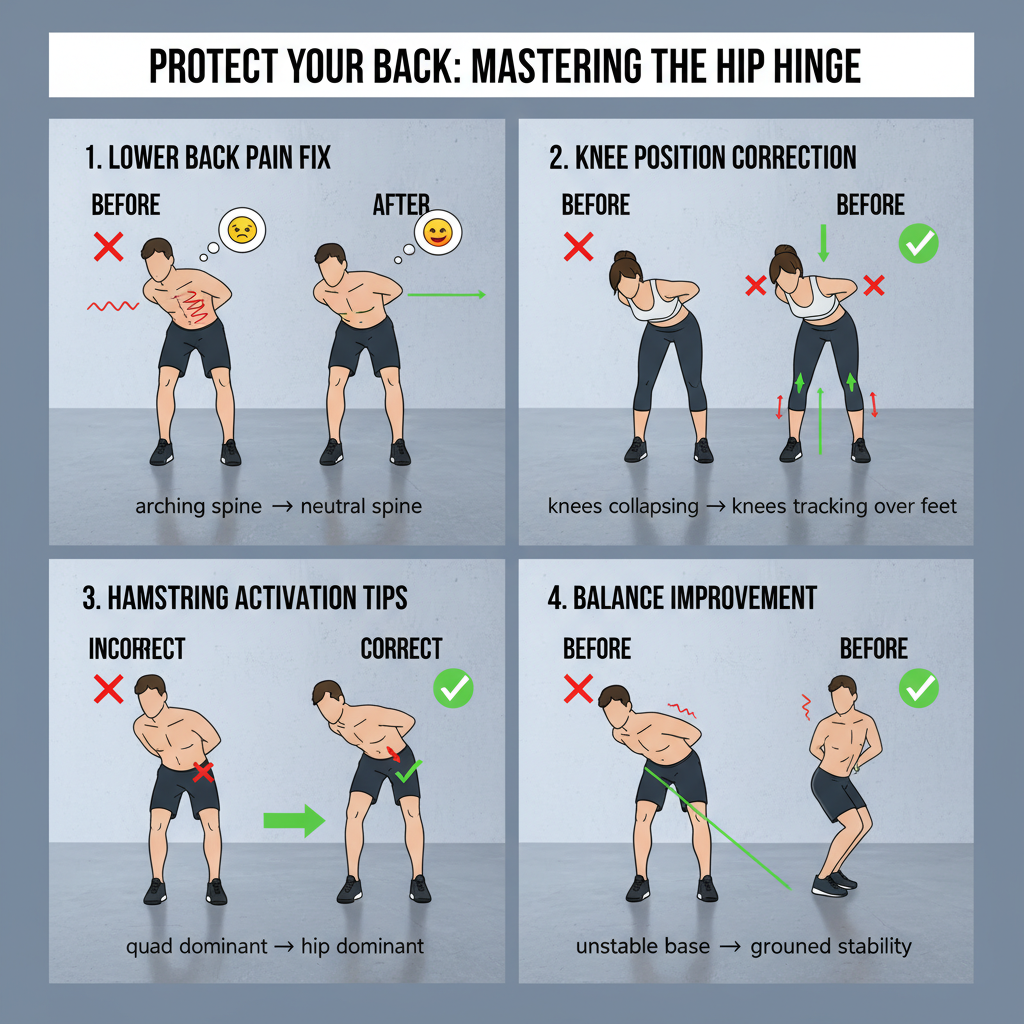 PROTECT YOUR BACK: MASTERING THE HIP HINGE
1. LOWER BACK PAIN FIX
BEFORE
AFTER
arching spine → neutral spine
2. KNEE POSITION CORRECTION
BEFORE
BEFORE
knees collapsing → knees tracking over feet
3. HAMSTRING ACTIVATION TIPS
INCORRECT
CORRECT
quad dominant → hip dominant
4. BALANCE IMPROVEMENT
BEFORE
BEFORE
unstable base → grouned stability